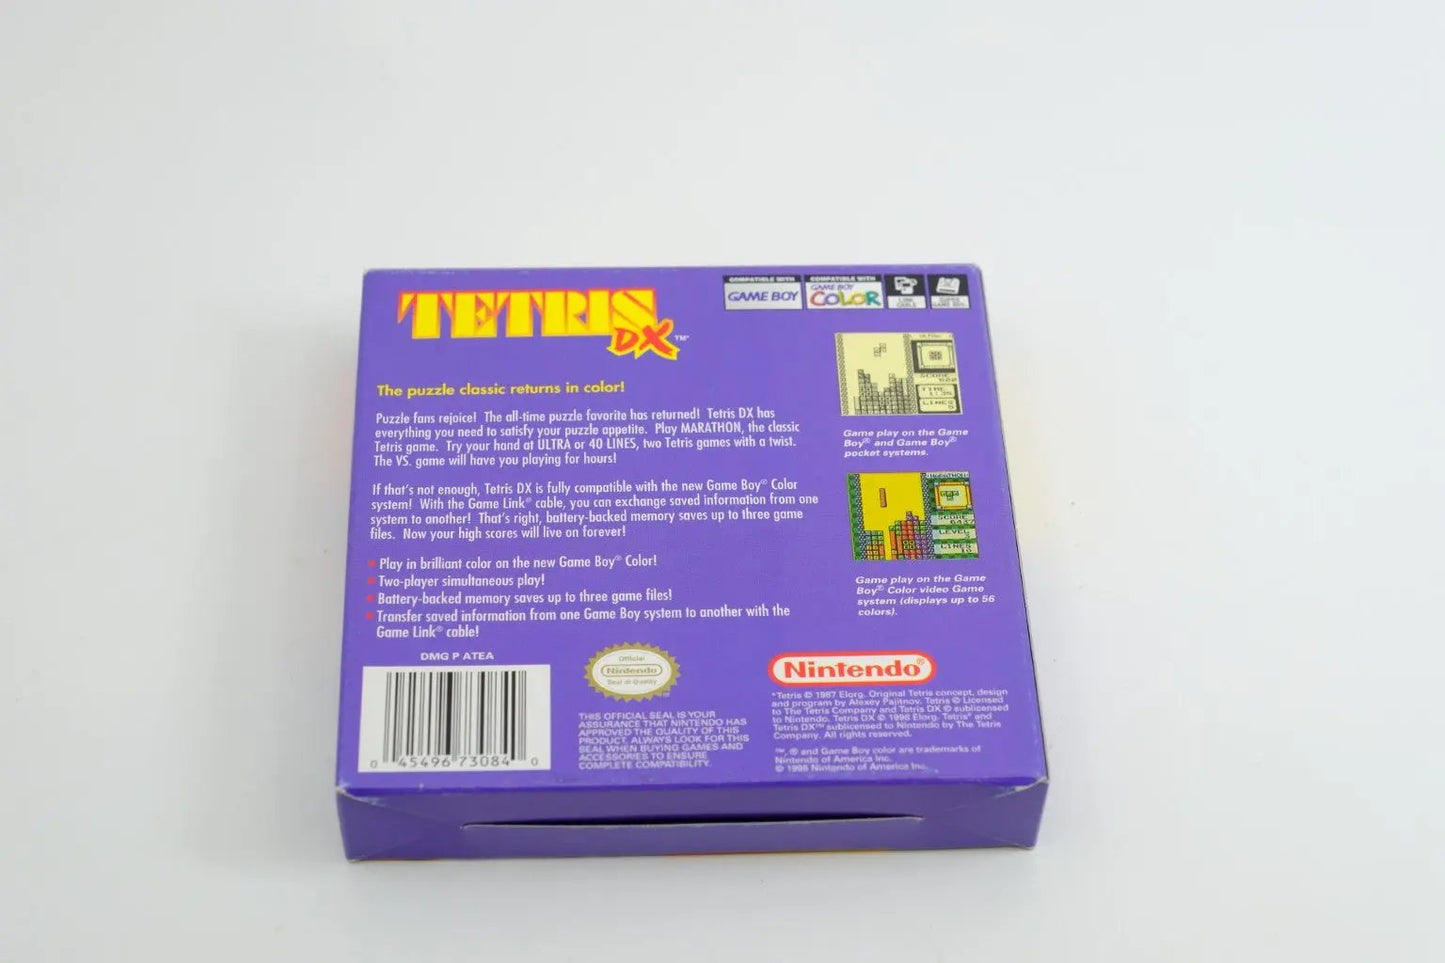 TETRIS
DX™
COMPATIBLE WITH
GAME BOY
COMPATIBLE WITH
GAME BOY
COLOR
LINK
CABLE
SUPER
GAME BOY
The puzzle classic returns in color!
Puzzle fans rejoice! The all-time puzzle favorite has returned! Tetris DX has
everything you need to satisfy your puzzle appetite. Play MARATHON, the classic
Tetris game. Try your hand at ULTRA or 40 LINES, two Tetris games with a twist.
The VS. game will have you playing for hours!
If that's not enough, Tetris DX is fully compatible with the new Game Boy® Color
system! With the Game Link® cable, you can exchange saved information from one
system to another! That's right, battery-backed memory saves up to three game
files. Now your high scores will live on forever!
Play in brilliant color on the new Game Boy® Color!
Two-player simultaneous play!
Battery-backed memory saves up to three game files!
Transfer saved information from one Game Boy system to another with the
Game Link® cable!
SCORE
TIME
LINES
5
Game play on the Game
Boy® and Game Boy®
pocket systems.
MARATHON
SCORE
LEVEL
LINES
Game play on the Game
Boy® Color video Game
system (displays up to 56
colors).
DMG P ATEA
0 45496 73084 0
Official
Nintendo
Seal of Quality
THIS OFFICIAL SEAL IS YOUR
ASSURANCE THAT NINTENDO HAS
APPROVED THE QUALITY OF THIS
PRODUCT. ALWAYS LOOK FOR THIS
SEAL WHEN BUYING GAMES AND
ACCESSORIES TO ENSURE
COMPLETE COMPATIBILITY.
Nintendo®
*Tetris © 1987 Elorg. Original Tetris concept, design
and program by Alexey Pajitnov. Tetris © Licensed
to The Tetris Company and Tetris DX © sublicensed
to Nintendo. Tetris DX © 1998 Elorg. Tetris® and
Tetris DX™ sublicensed to Nintendo by The Tetris
Company. All rights reserved.
™, ® and Game Boy color are trademarks of
Nintendo of America Inc.
© 1998 Nintendo of America Inc.